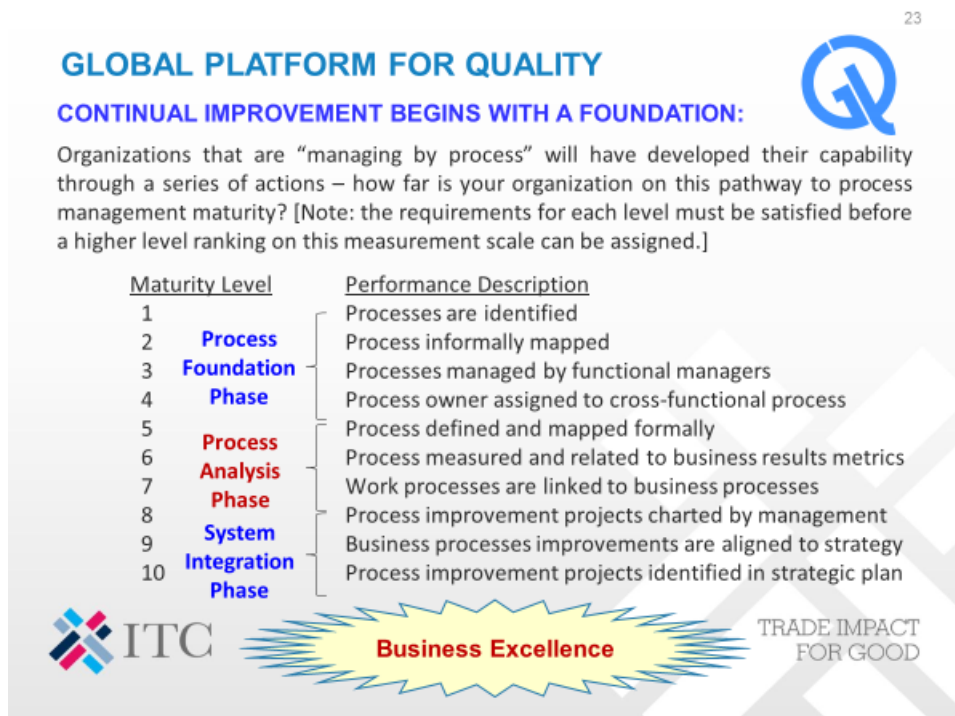 23
GLOBAL PLATFORM FOR QUALITY
CONTINUAL IMPROVEMENT BEGINS WITH A FOUNDATION:
Organizations that are “managing by process” will have developed their capability
through a series of actions – how far is your organization on this pathway to process
management maturity? [Note: the requirements for each level must be satisfied before
a higher level ranking on this measurement scale can be assigned.]
Maturity Level Performance Description
1 Processes are identified
2 Process informally mapped
3 Processes managed by functional managers
4 Process owner assigned to cross-functional process
Process
Foundation
Phase
5 Process defined and mapped formally
6 Process measured and related to business results metrics
7 Work processes are linked to business processes
Process
Analysis
Phase
8 Process improvement projects charted by management
9 Business processes improvements are aligned to strategy
10 Process improvement projects identified in strategic plan
System
Integration
Phase
ITC
Business Excellence
TRADE IMPACT
FOR GOOD